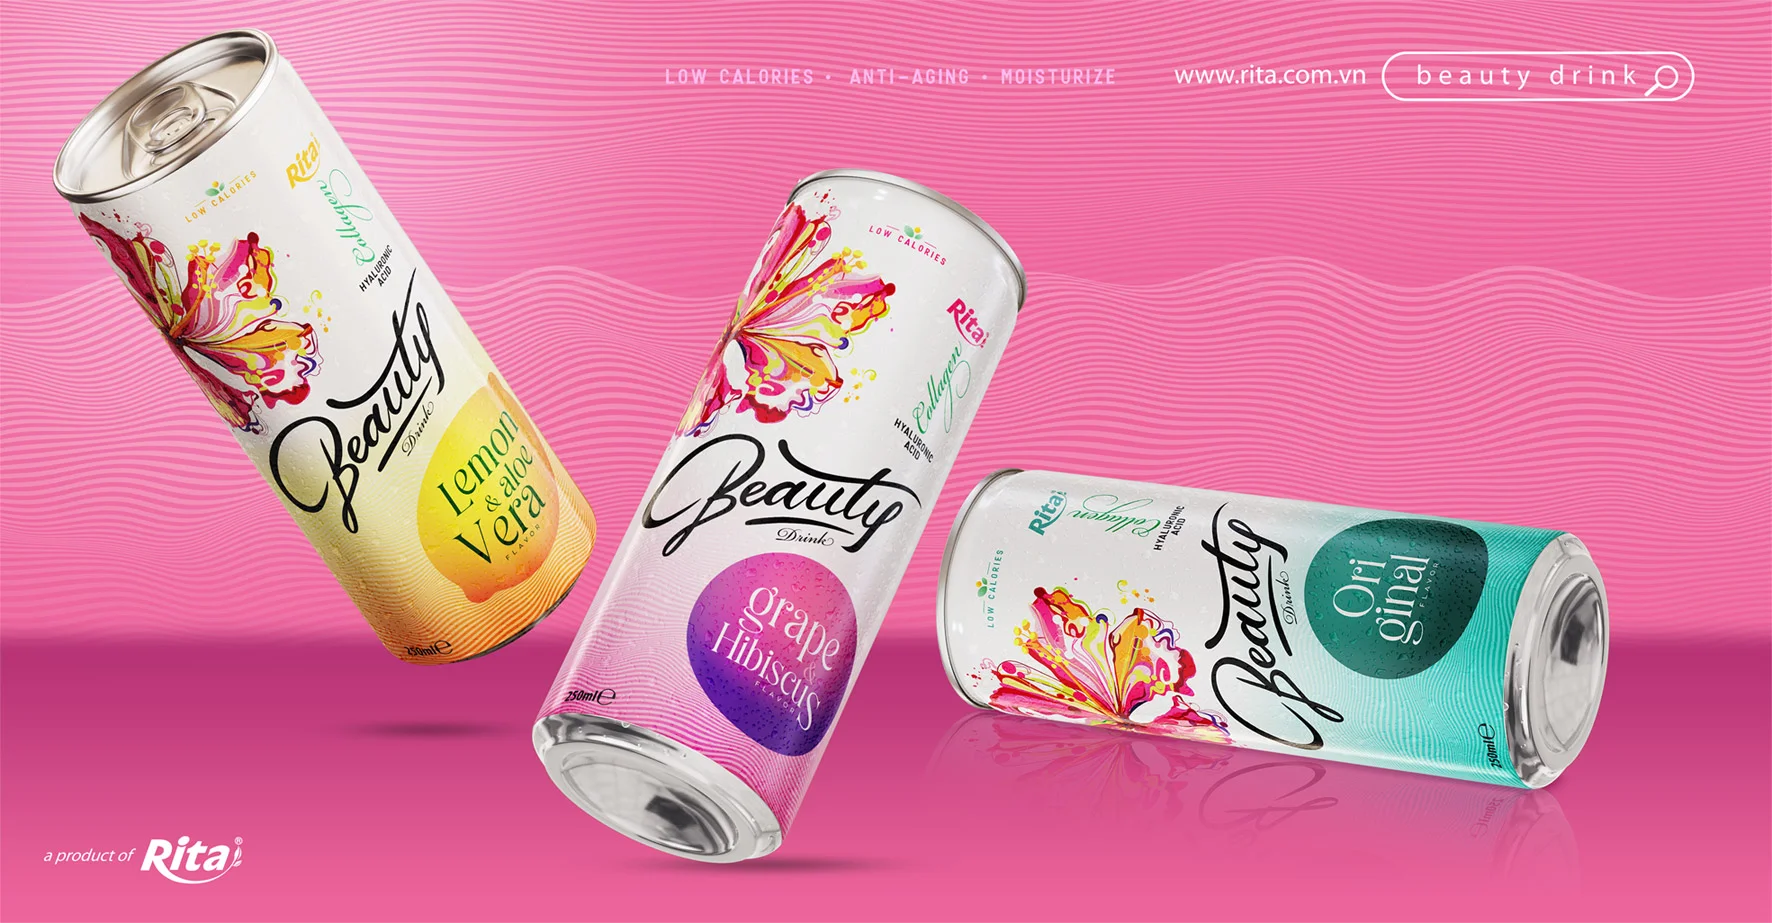 LOW CALORIES • ANTI-AGING • MOISTURIZE
www.rita.com.vn
beauty drink
LOW CALORIES
Rita
Collagen
HYALURONIC
ACID
Beauty
Drink
Lemon
& aloe
Vera
FLAVOR
250ml℮
LOW CALORIES
Rita
Collagen
HYALURONIC
ACID
Beauty
Drink
grape
&
Hibiscus
FLAVOR
250ml℮
Rita
Collagen
HYALURONIC
ACID
LOW CALORIES
Beauty
Drink
Ori
ginal
FLAVOR
250ml℮
a product of Rita®